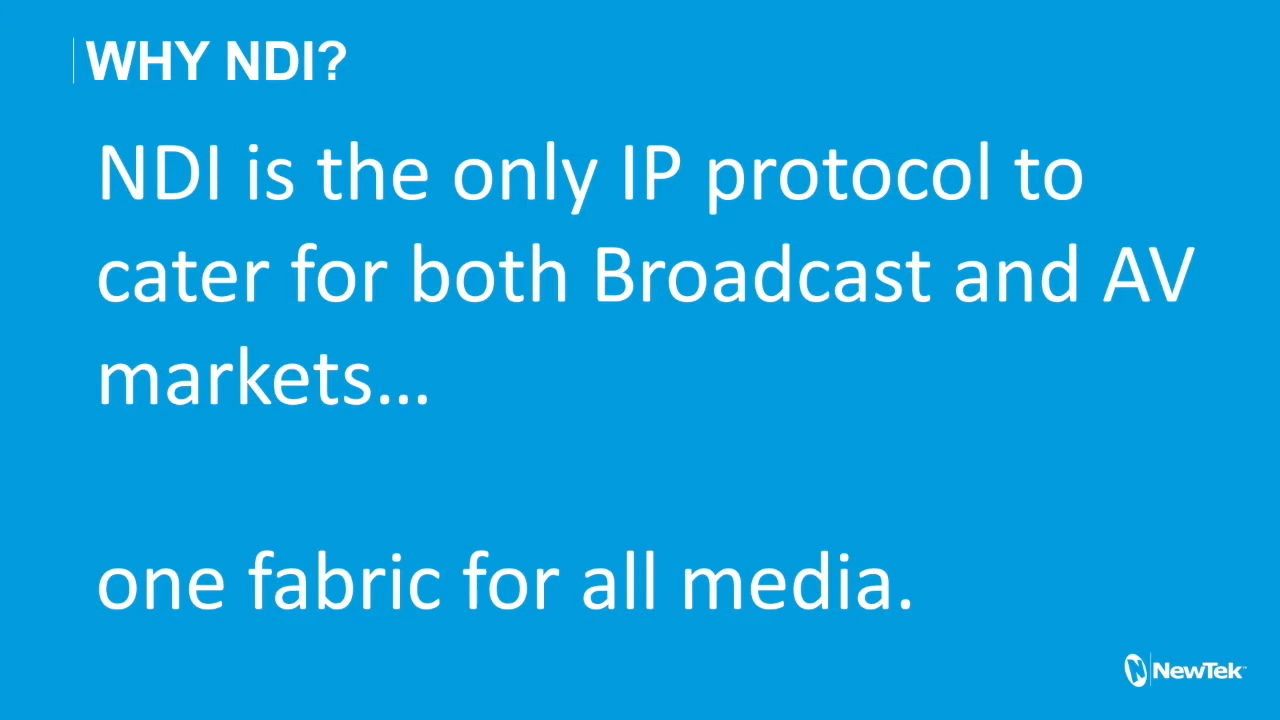 WHY NDI?
NDI is the only IP protocol to
cater for both Broadcast and AV
markets...
one fabric for all media.
NewTek